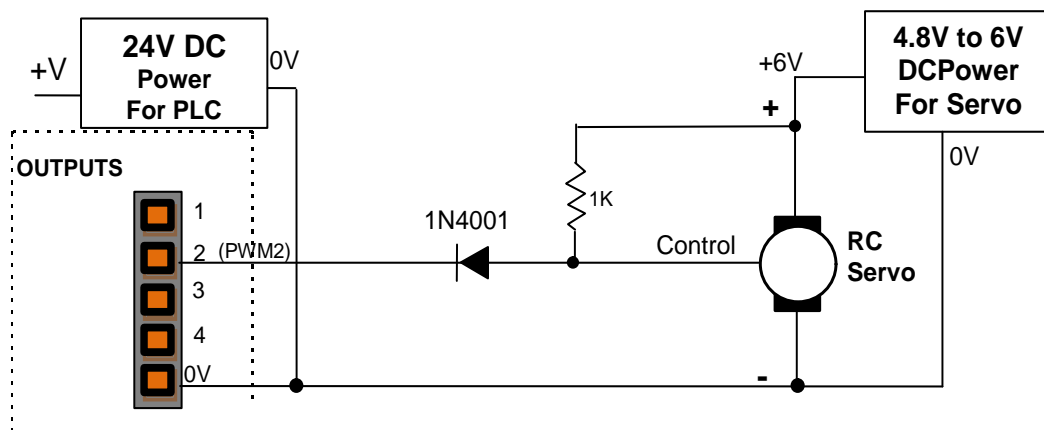 24V DC
Power
For PLC
+V
0V
4.8V to 6V
DCPower
For Servo
+6V
0V
+
OUTPUTS
1
2 (PWM2)
3
4
0V
1N4001
1K
Control
RC
Servo
-